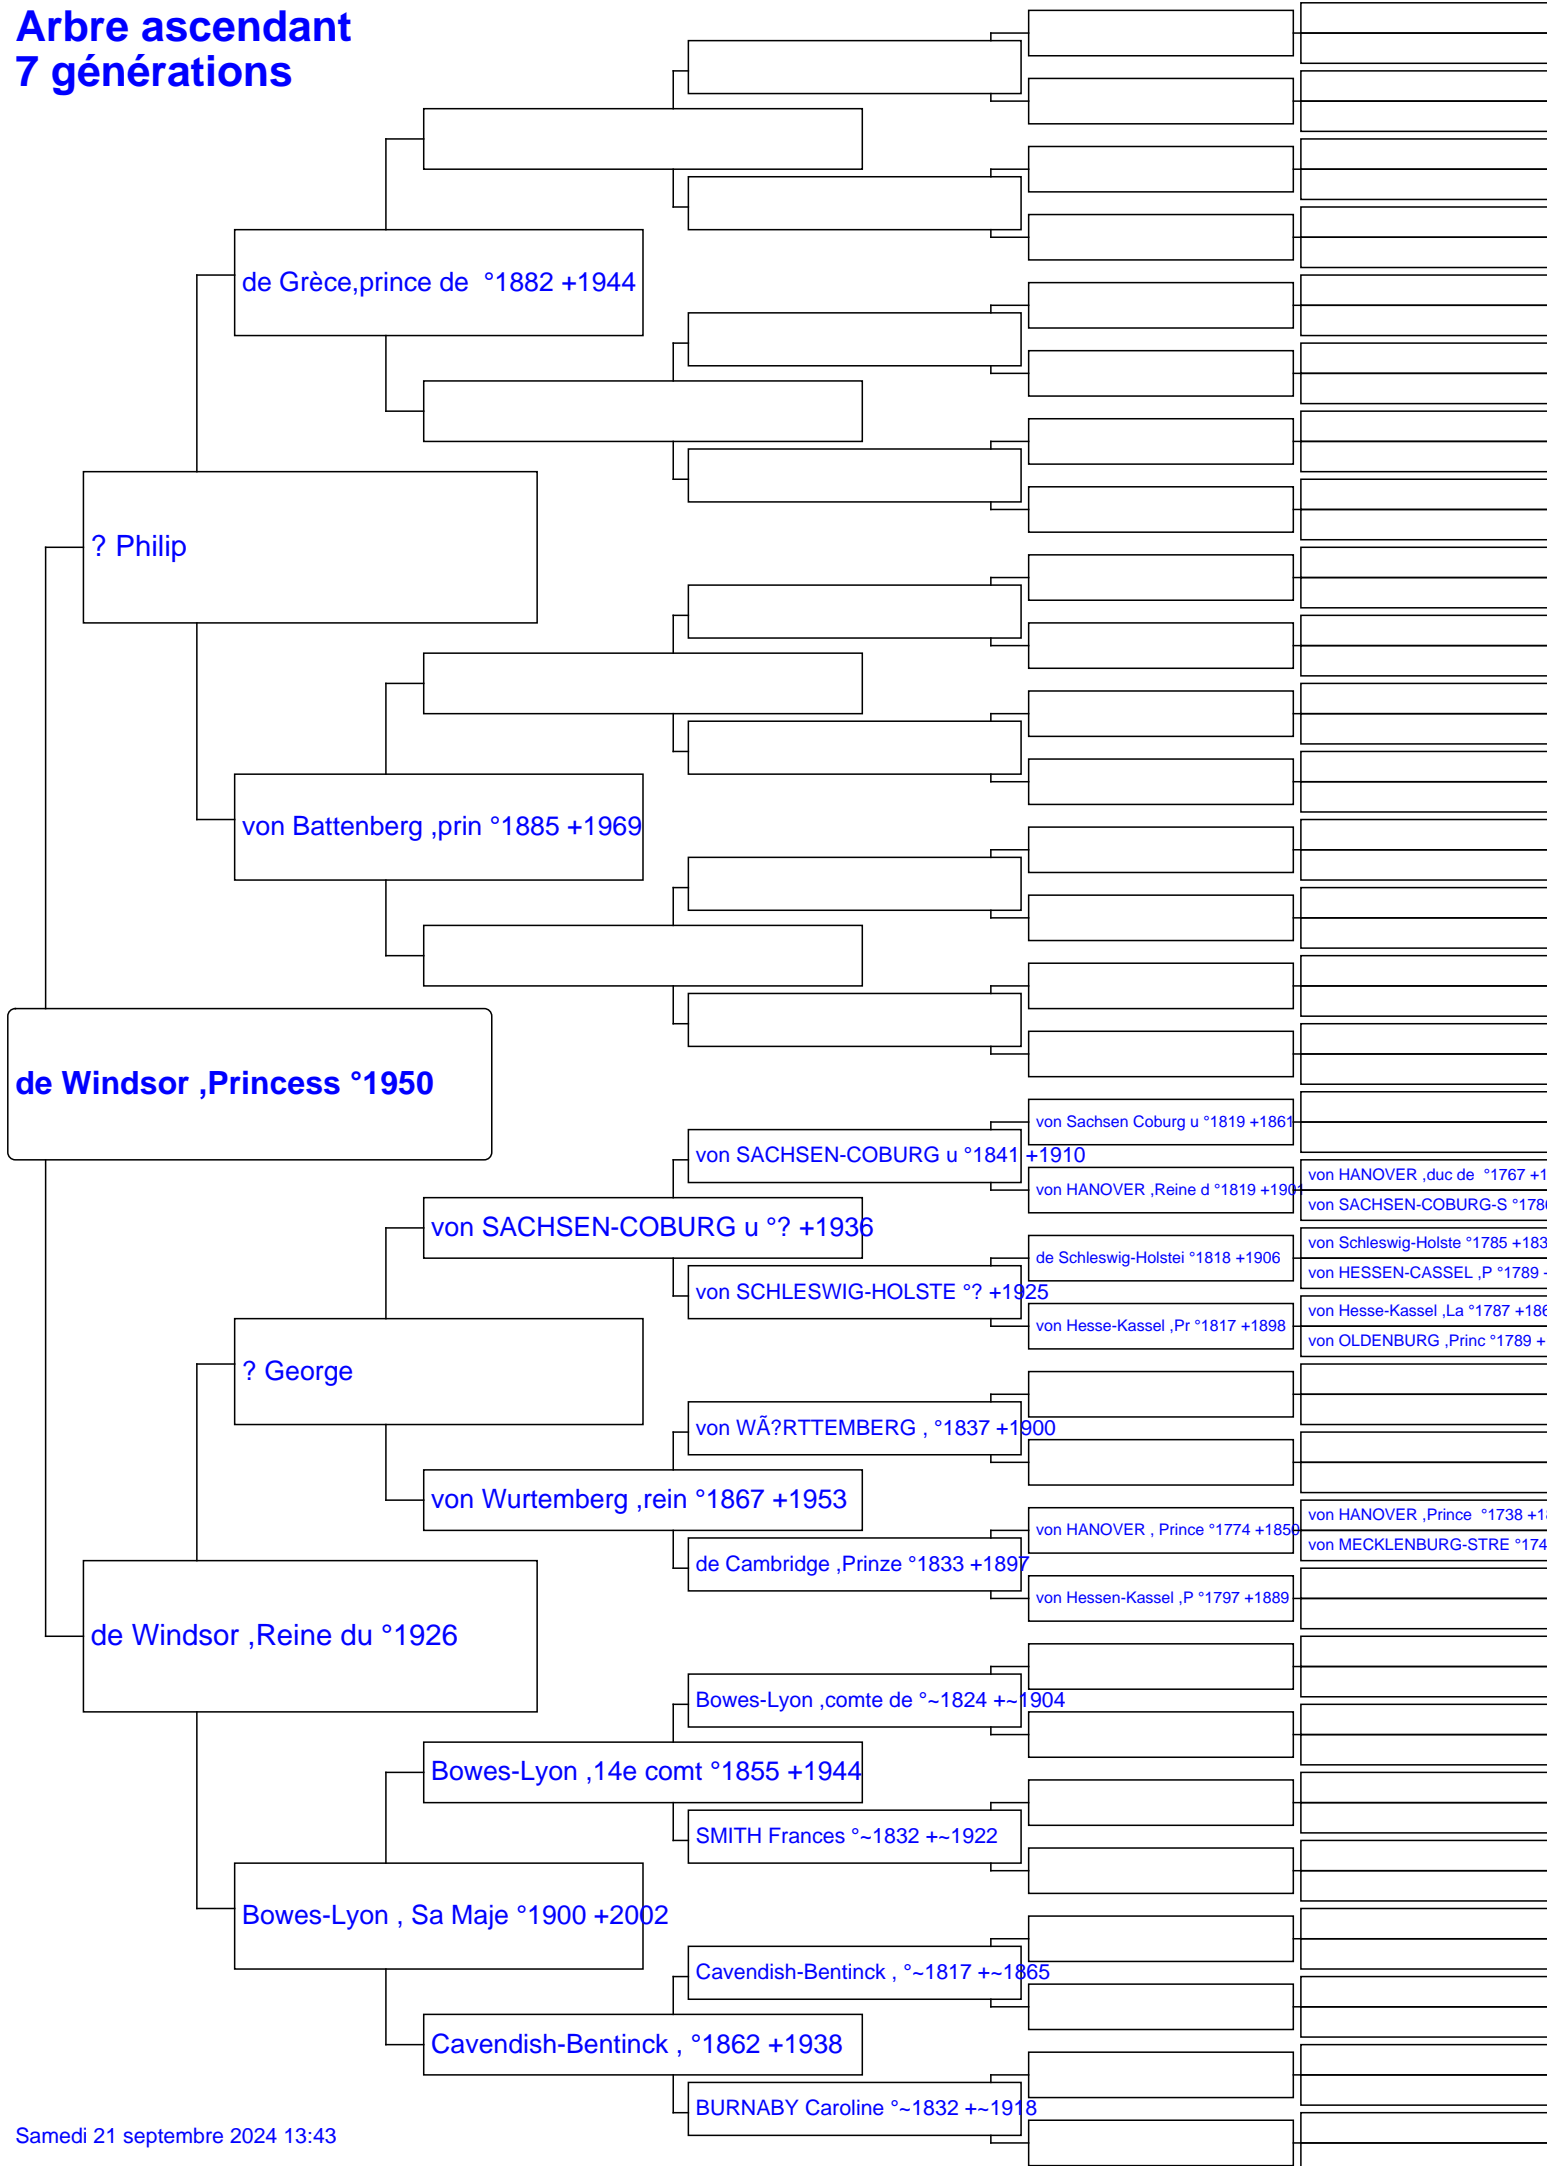 Arbre ascendant
7 générations
de Grèce,prince de  °1882 +1944
? Philip
von Battenberg ,prin °1885 +1969
de Windsor ,Princess °1950
von Sachsen Coburg u °1819 +1861
von SACHSEN-COBURG u °1841 +1910
von HANOVER ,duc de  °1767 +1
von HANOVER ,Reine d °1819 +1901
von SACHSEN-COBURG-S °1786
von SACHSEN-COBURG u °? +1936
von Schleswig-Holste °1785 +183
de Schleswig-Holstei °1818 +1906
von HESSEN-CASSEL ,P °1789 +
von SCHLESWIG-HOLSTE °? +1925
von Hesse-Kassel ,La °1787 +186
von Hesse-Kassel ,Pr °1817 +1898
von OLDENBURG ,Princ °1789 +
? George
von WÃ?RTTEMBERG , °1837 +1900
von Wurtemberg ,rein °1867 +1953
von HANOVER ,Prince  °1738 +18
von HANOVER , Prince °1774 +1850
von MECKLENBURG-STRE °174
de Cambridge ,Prinze °1833 +1897
von Hessen-Kassel ,P °1797 +1889
de Windsor ,Reine du °1926
Bowes-Lyon ,comte de °~1824 +~1904
Bowes-Lyon ,14e comt °1855 +1944
SMITH Frances °~1832 +~1922
Bowes-Lyon , Sa Maje °1900 +2002
Cavendish-Bentinck , °~1817 +~1865
Cavendish-Bentinck , °1862 +1938
BURNABY Caroline °~1832 +~1918
Samedi 21 septembre 2024 13:43